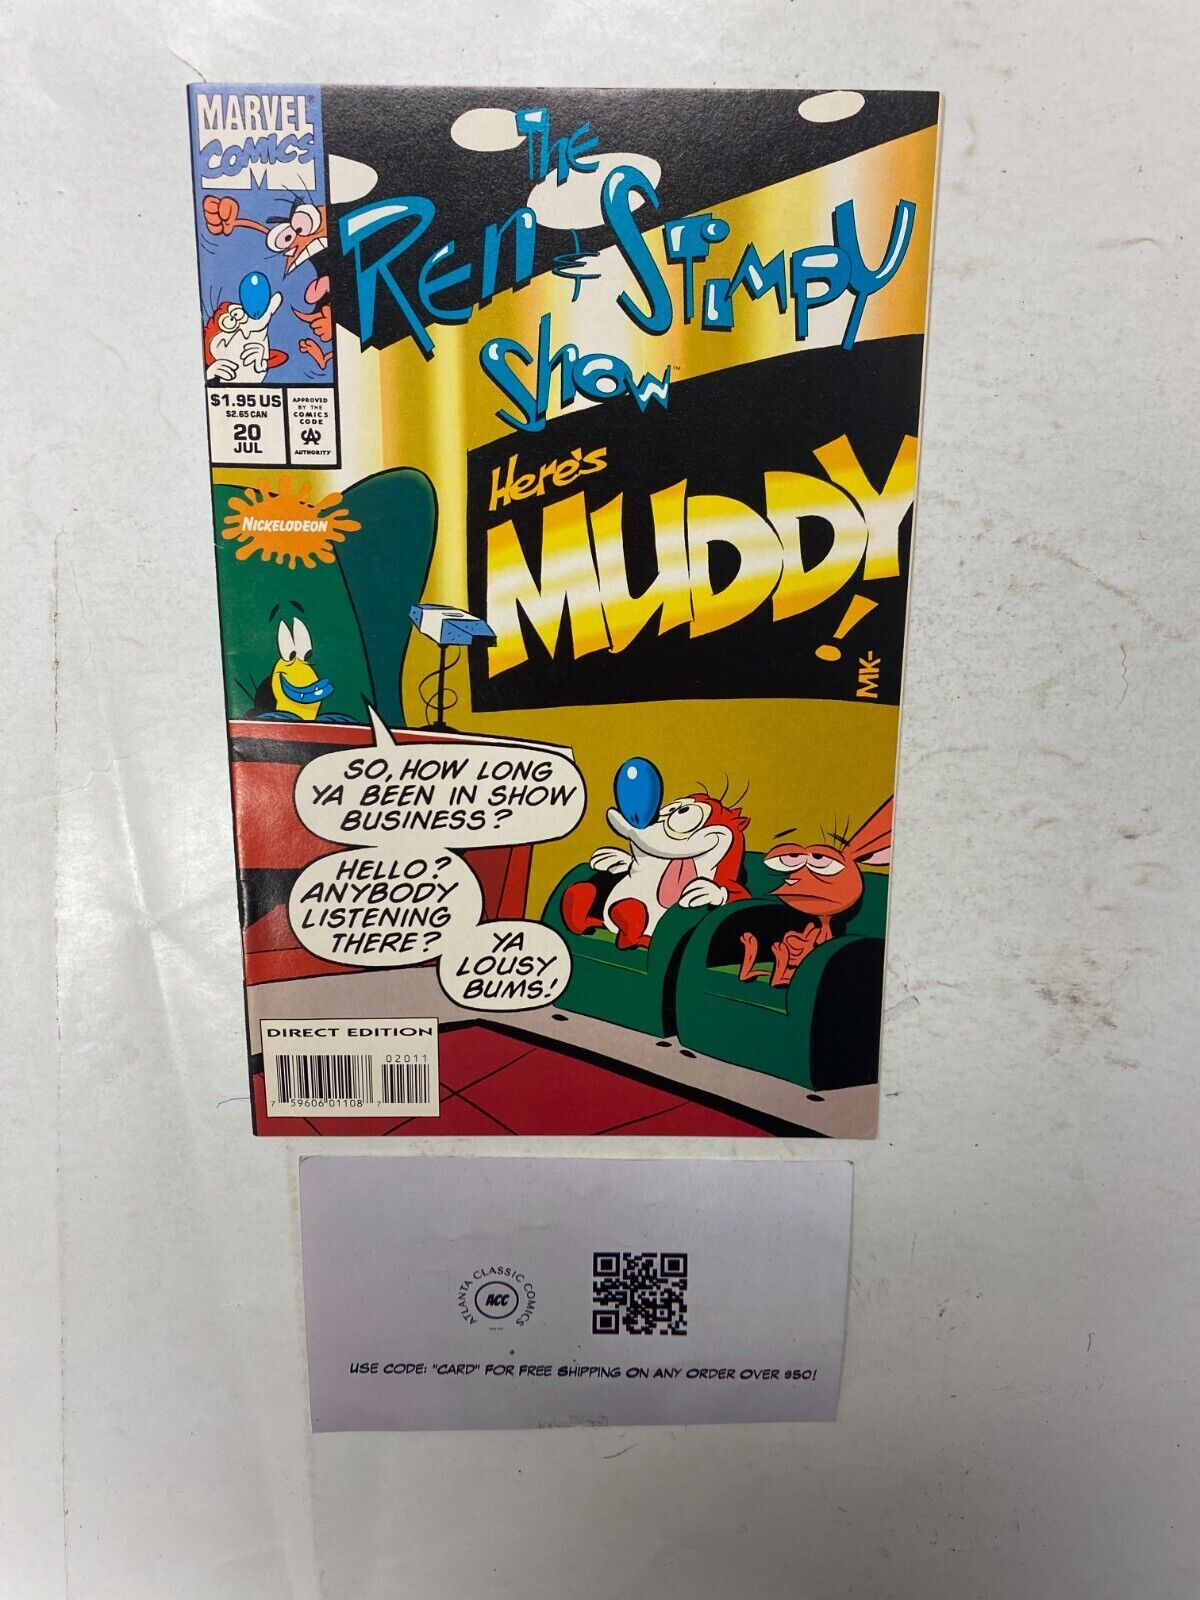 MARVEL
COMICS
M
The
Ren & Stimpy
Show™
$1.95 US
$2.65 CAN
20
JUL
APPROVED
BY THE
COMICS
CODE
AUTHORITY
NICKELODEON
Here's
MUDDY!
MK-
SO, HOW LONG
YA BEEN IN SHOW
BUSINESS?
HELLO?
ANYBODY
LISTENING
THERE?
YA
LOUSY
BUMS!
DIRECT EDITION
02011
7 59606 01108 7
ATLANTA CLASSIC COMICS
ACC
USE CODE: "CARD" FOR FREE SHIPPING ON ANY ORDER OVER $50!